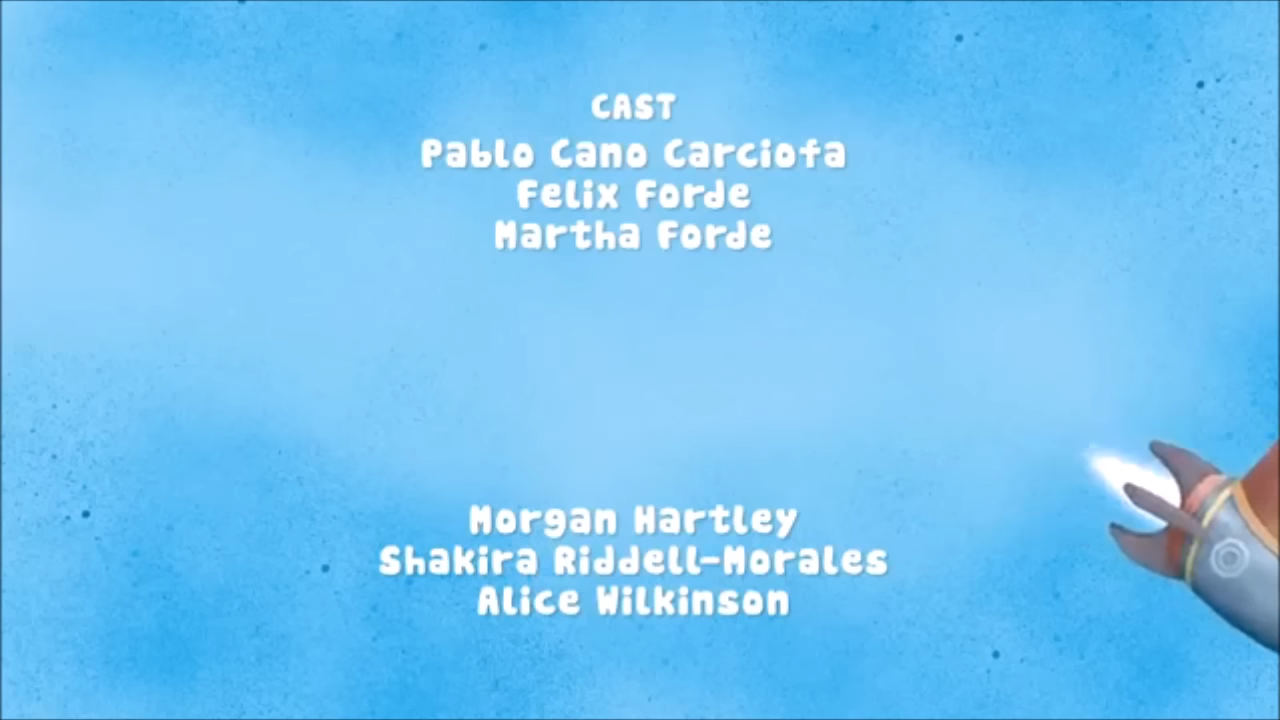 CAST
Pablo Cano Carciofa
Felix Forde
Martha Forde
Morgan Hartley
Shakira Riddell-Morales
Alice Wilkinson